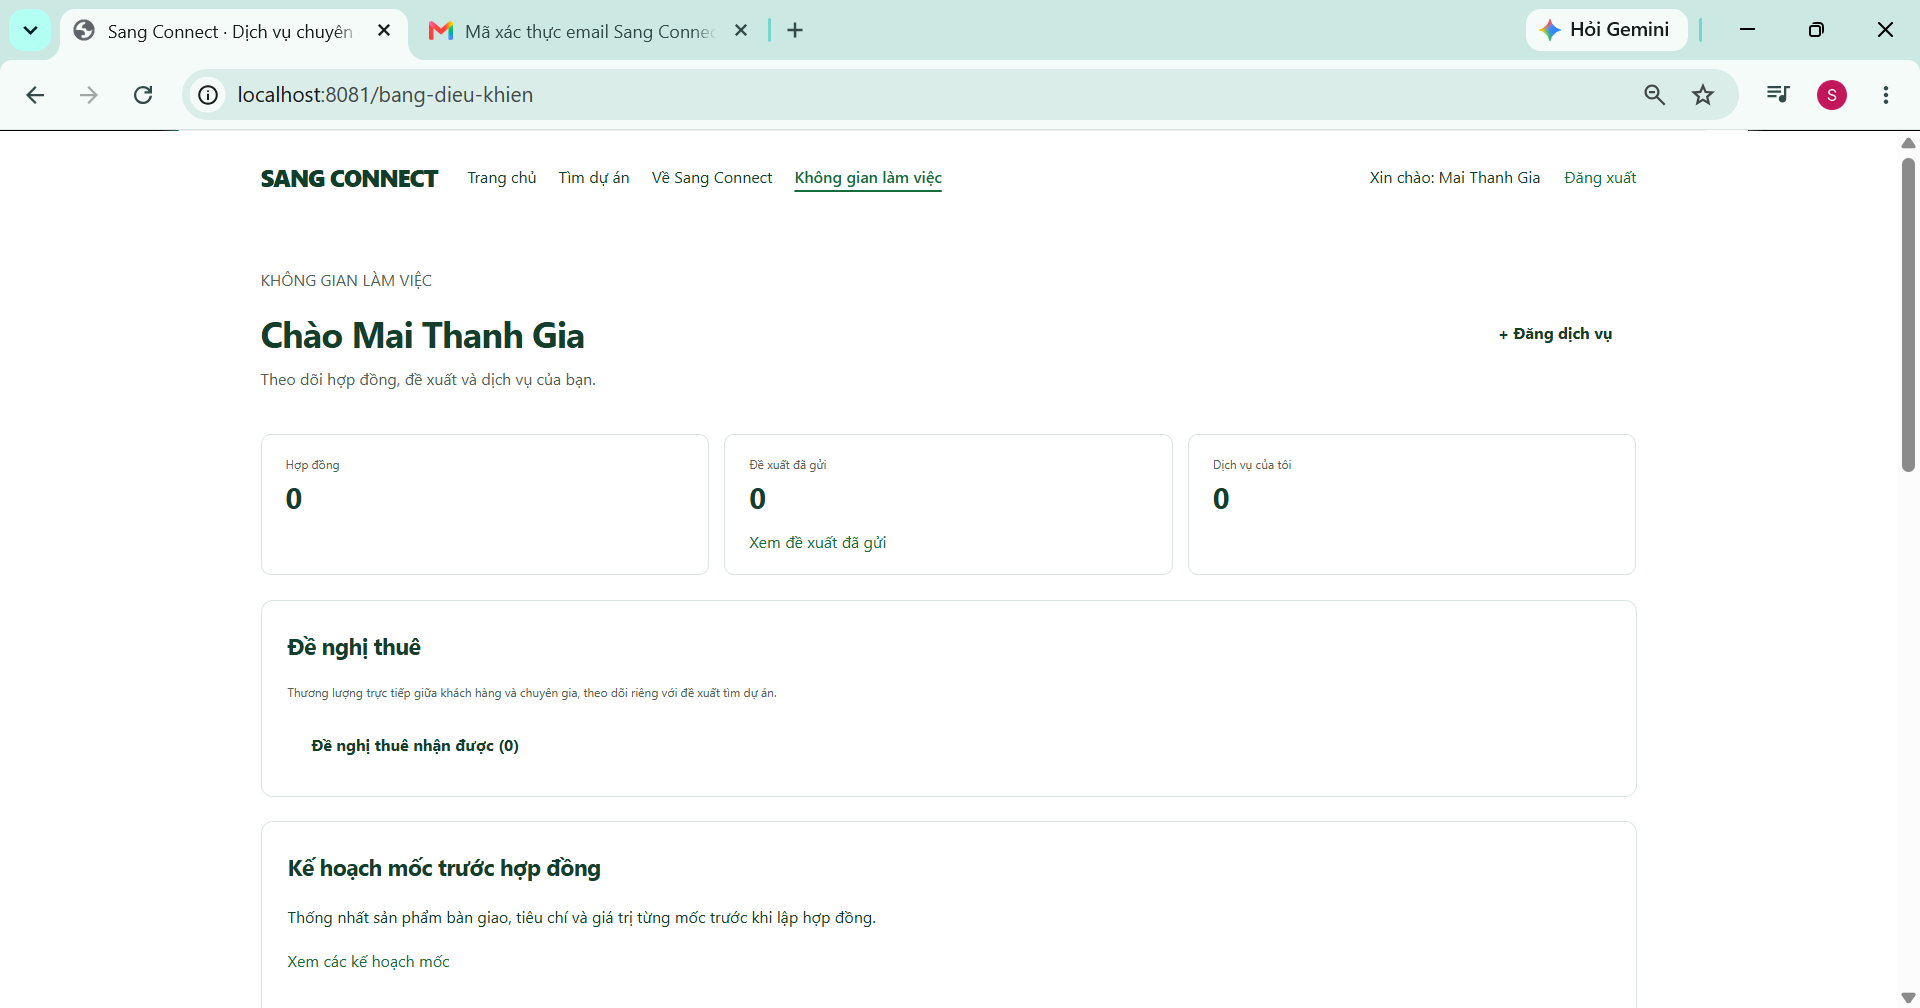 Sang Connect · Dịch vụ chuyên
Mã xác thực email Sang Connec
Hỏi Gemini
localhost:8081/bang-dieu-khien
S
SANG CONNECT
Trang chủ
Tìm dự án
Về Sang Connect
Không gian làm việc
Xin chào: Mai Thanh Gia
Đăng xuất
KHÔNG GIAN LÀM VIỆC
Chào Mai Thanh Gia
+ Đăng dịch vụ
Theo dõi hợp đồng, đề xuất và dịch vụ của bạn.
Hợp đồng
0
Đề xuất đã gửi
0
Xem đề xuất đã gửi
Dịch vụ của tôi
0
Đề nghị thuê
Thương lượng trực tiếp giữa khách hàng và chuyên gia, theo dõi riêng với đề xuất tìm dự án.
Đề nghị thuê nhận được (0)
Kế hoạch mốc trước hợp đồng
Thống nhất sản phẩm bàn giao, tiêu chí và giá trị từng mốc trước khi lập hợp đồng.
Xem các kế hoạch mốc